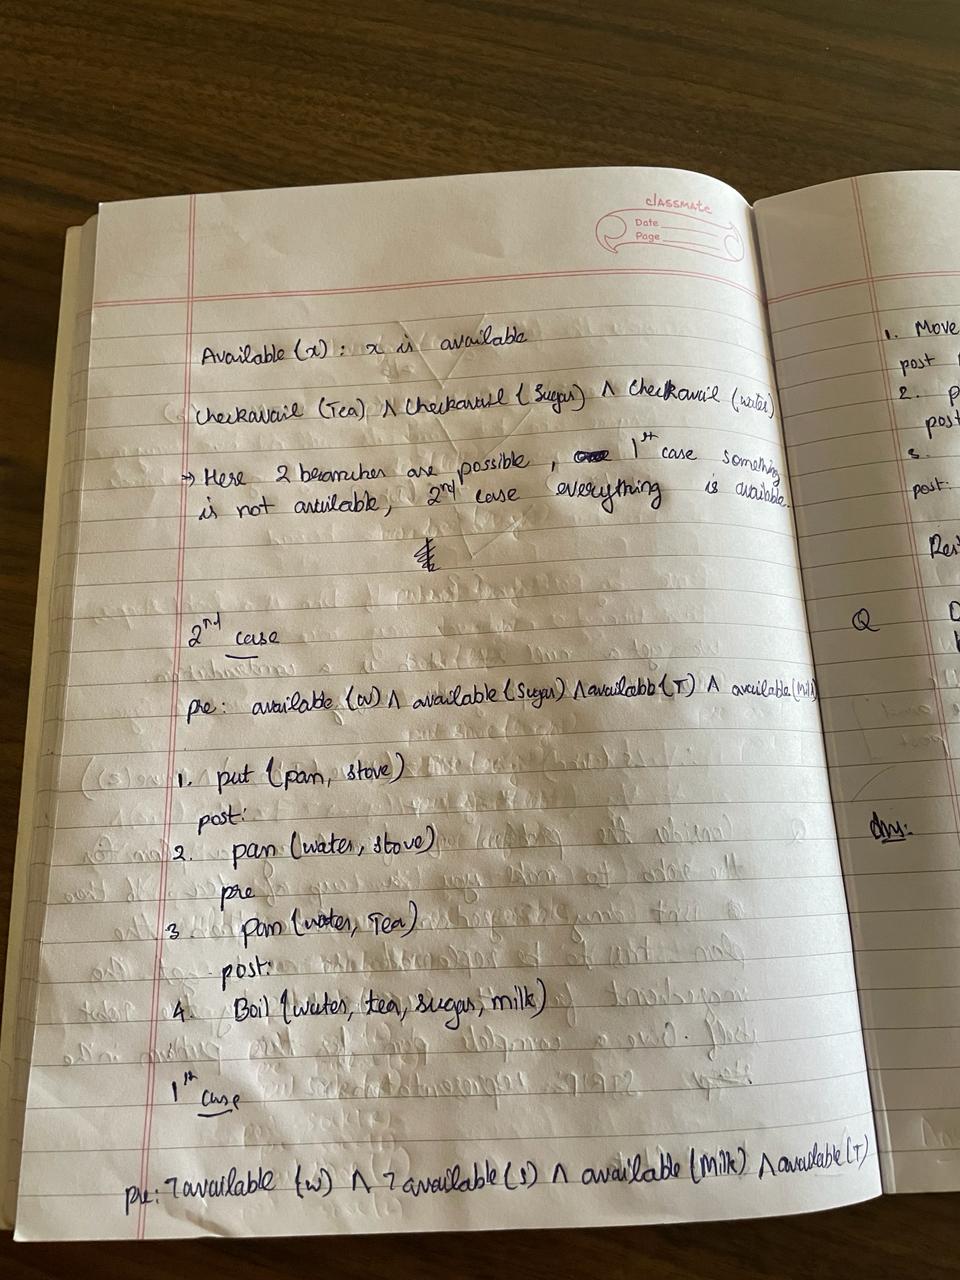 classmate
Date
Page
Available (x) : x is available
Checkavail (Tea) ∧ Checkavail (Sugar) ∧ Checkavail (water)
→ Here 2 branches are possible, 1th case something
is not available, 2nd case everything is available.
2nd case
pre: available (w) ∧ available (Sugar) ∧ available (T) ∧ available (Milk)
1. put (pan, stove)
post:
2. pan (water, stove)
pre
3 pan (water, Tea)
post:
4. Boil (water, tea, sugar, milk)
1th case
pre: ¬available (w) ∧ ¬available (s) ∧ available (Milk) ∧ available (T)
1. Move
post
2. p
post
3.
post:
Q
Ans: